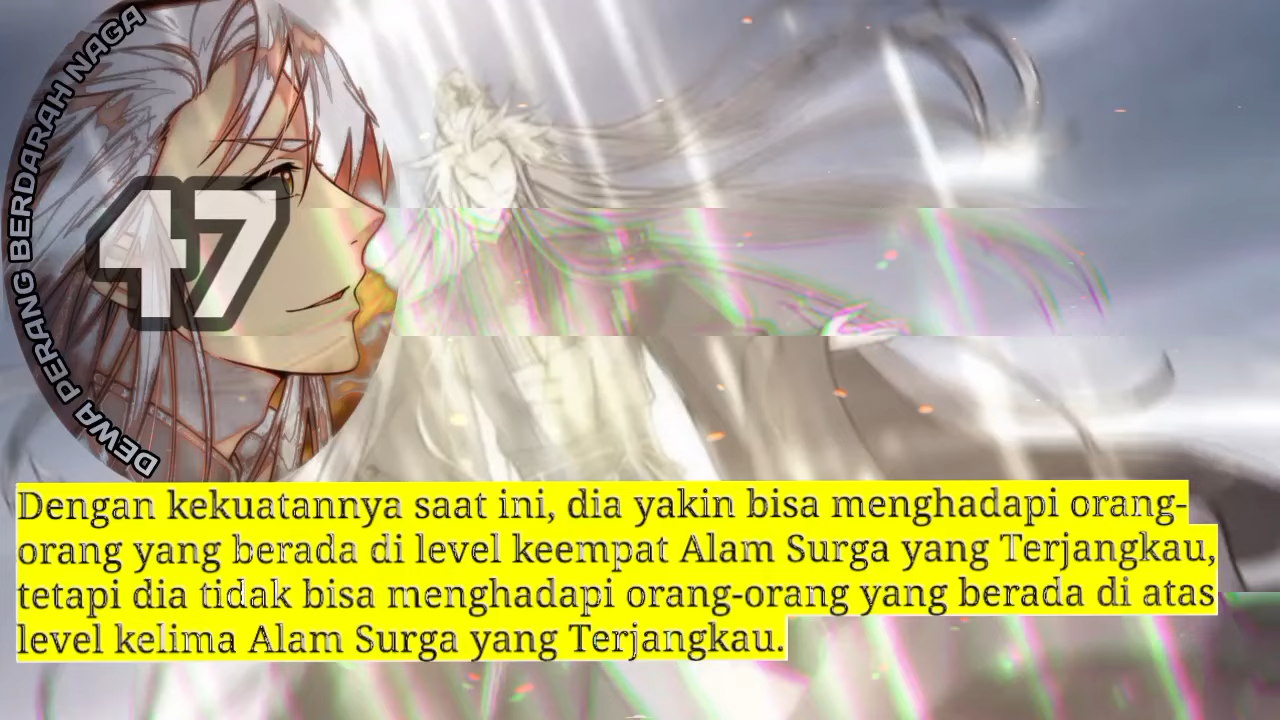 DEWA PERANG BERDARAH NAGA
47
Dengan kekuatannya saat ini, dia yakin bisa menghadapi orang-
orang yang berada di level keempat Alam Surga yang Terjangkau,
tetapi dia tidak bisa menghadapi orang-orang yang berada di atas
level kelima Alam Surga yang Terjangkau.